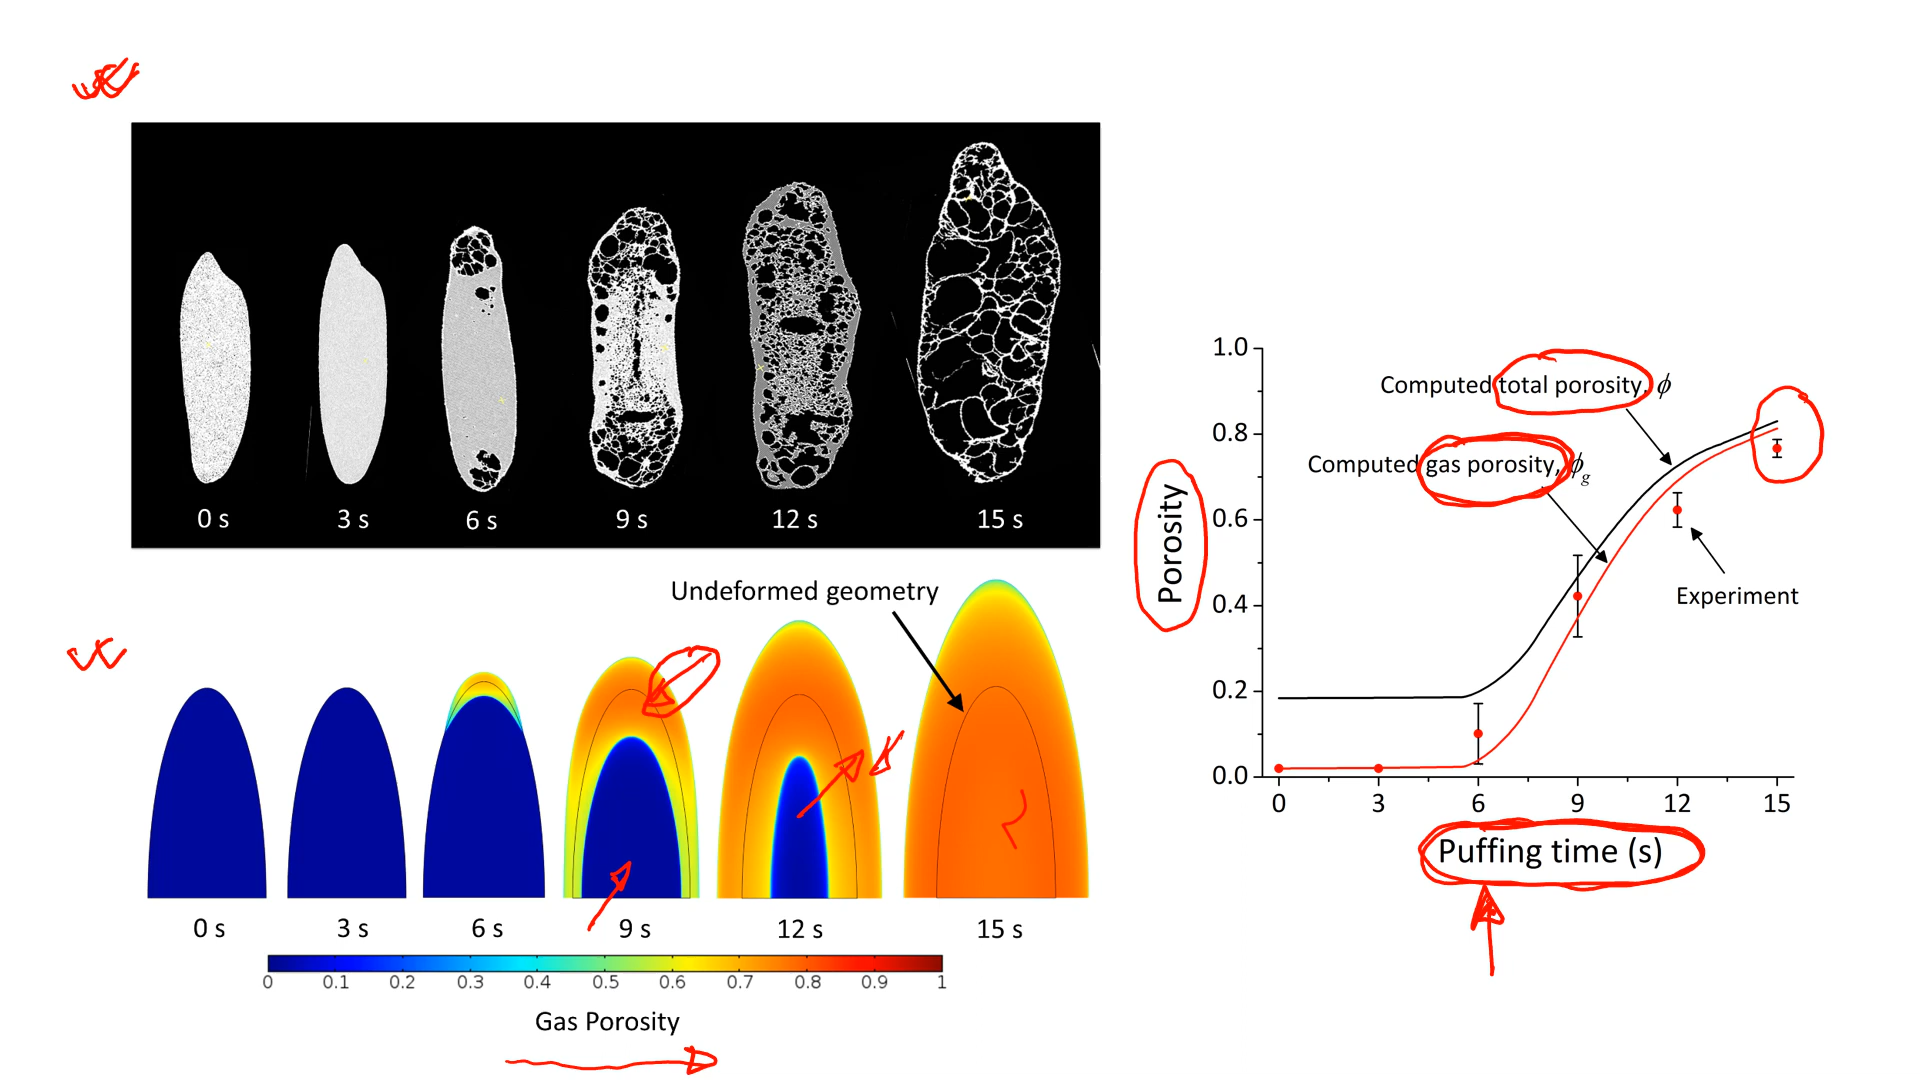 0 s 3 s 6 s 9 s 12 s 15 s
Undeformed geometry
0 s 3 s 6 s 9 s 12 s 15 s
0 0.1 0.2 0.3 0.4 0.5 0.6 0.7 0.8 0.9 1
Gas Porosity
Porosity
1.0
0.8
0.6
0.4
0.2
0.0
Computed total porosity, ϕ
Computed gas porosity, ϕg
Experiment
0 3 6 9 12 15
Puffing time (s)